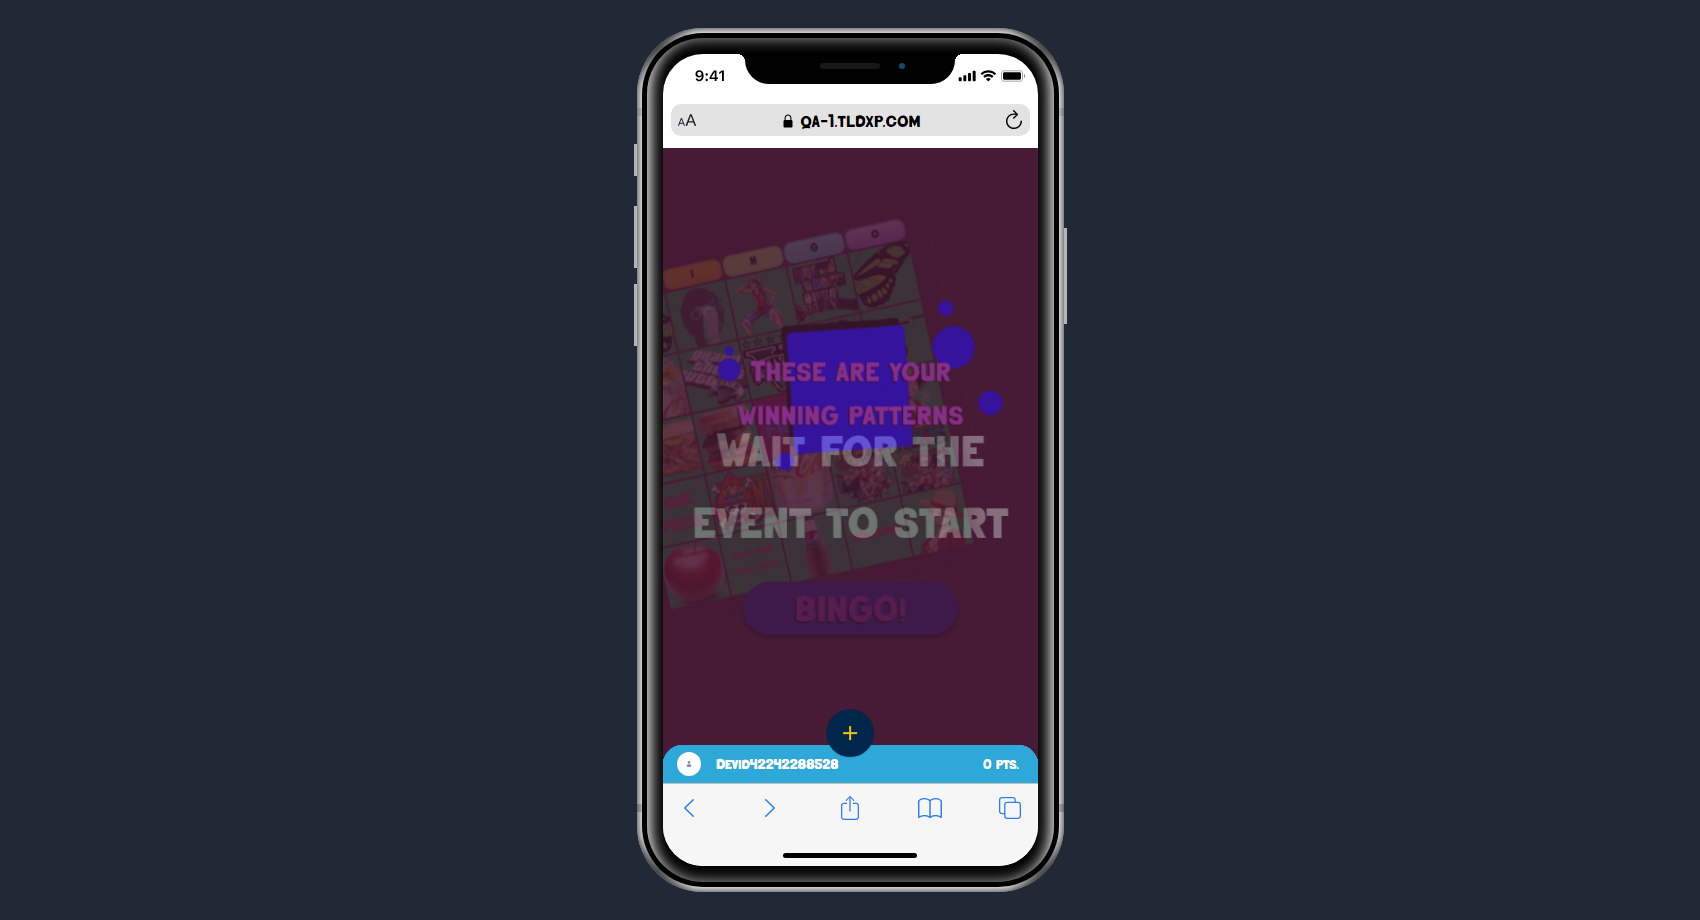 9:41
AA
QA-1.TLDXP.COM
I N G O
THESE ARE YOUR
WINNING PATTERNS
WAIT FOR THE
EVENT TO START
BINGO!
DEVID42242288528
0 PTS.